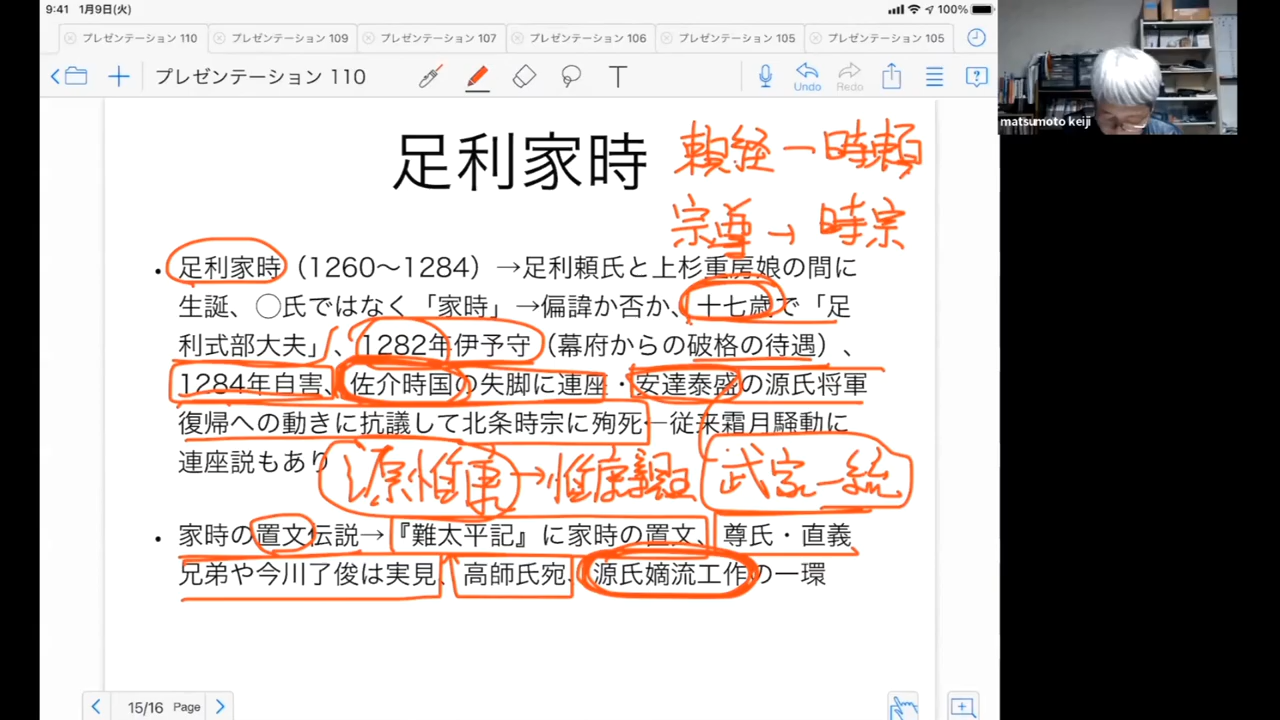 9:41 1月9日(火)
100%
プレゼンテーション 110
プレゼンテーション 109
プレゼンテーション 107
プレゼンテーション 106
プレゼンテーション 105
プレゼンテーション 105
プレゼンテーション 110
T
Undo
Redo
?
matsumoto keiji
足利家時
頼経→時頼
宗尊→時宗
・足利家時（1260〜1284）→足利頼氏と上杉重房娘の間に
生誕、◯氏ではなく「家時」→偏諱か否か、十七歳で「足
利式部大夫」、1282年伊予守（幕府からの破格の待遇）、
1284年自害、佐介時国の失脚に連座・安達泰盛の源氏将軍
復帰への動きに抗議して北条時宗に殉死←従来霜月騒動に
連座説もあり
源惟康→惟康親王
武家一統
・家時の置文伝説→『難太平記』に家時の置文、尊氏・直義
兄弟や今川了俊は実見、高師氏宛、源氏嫡流工作の一環
15/16 Page